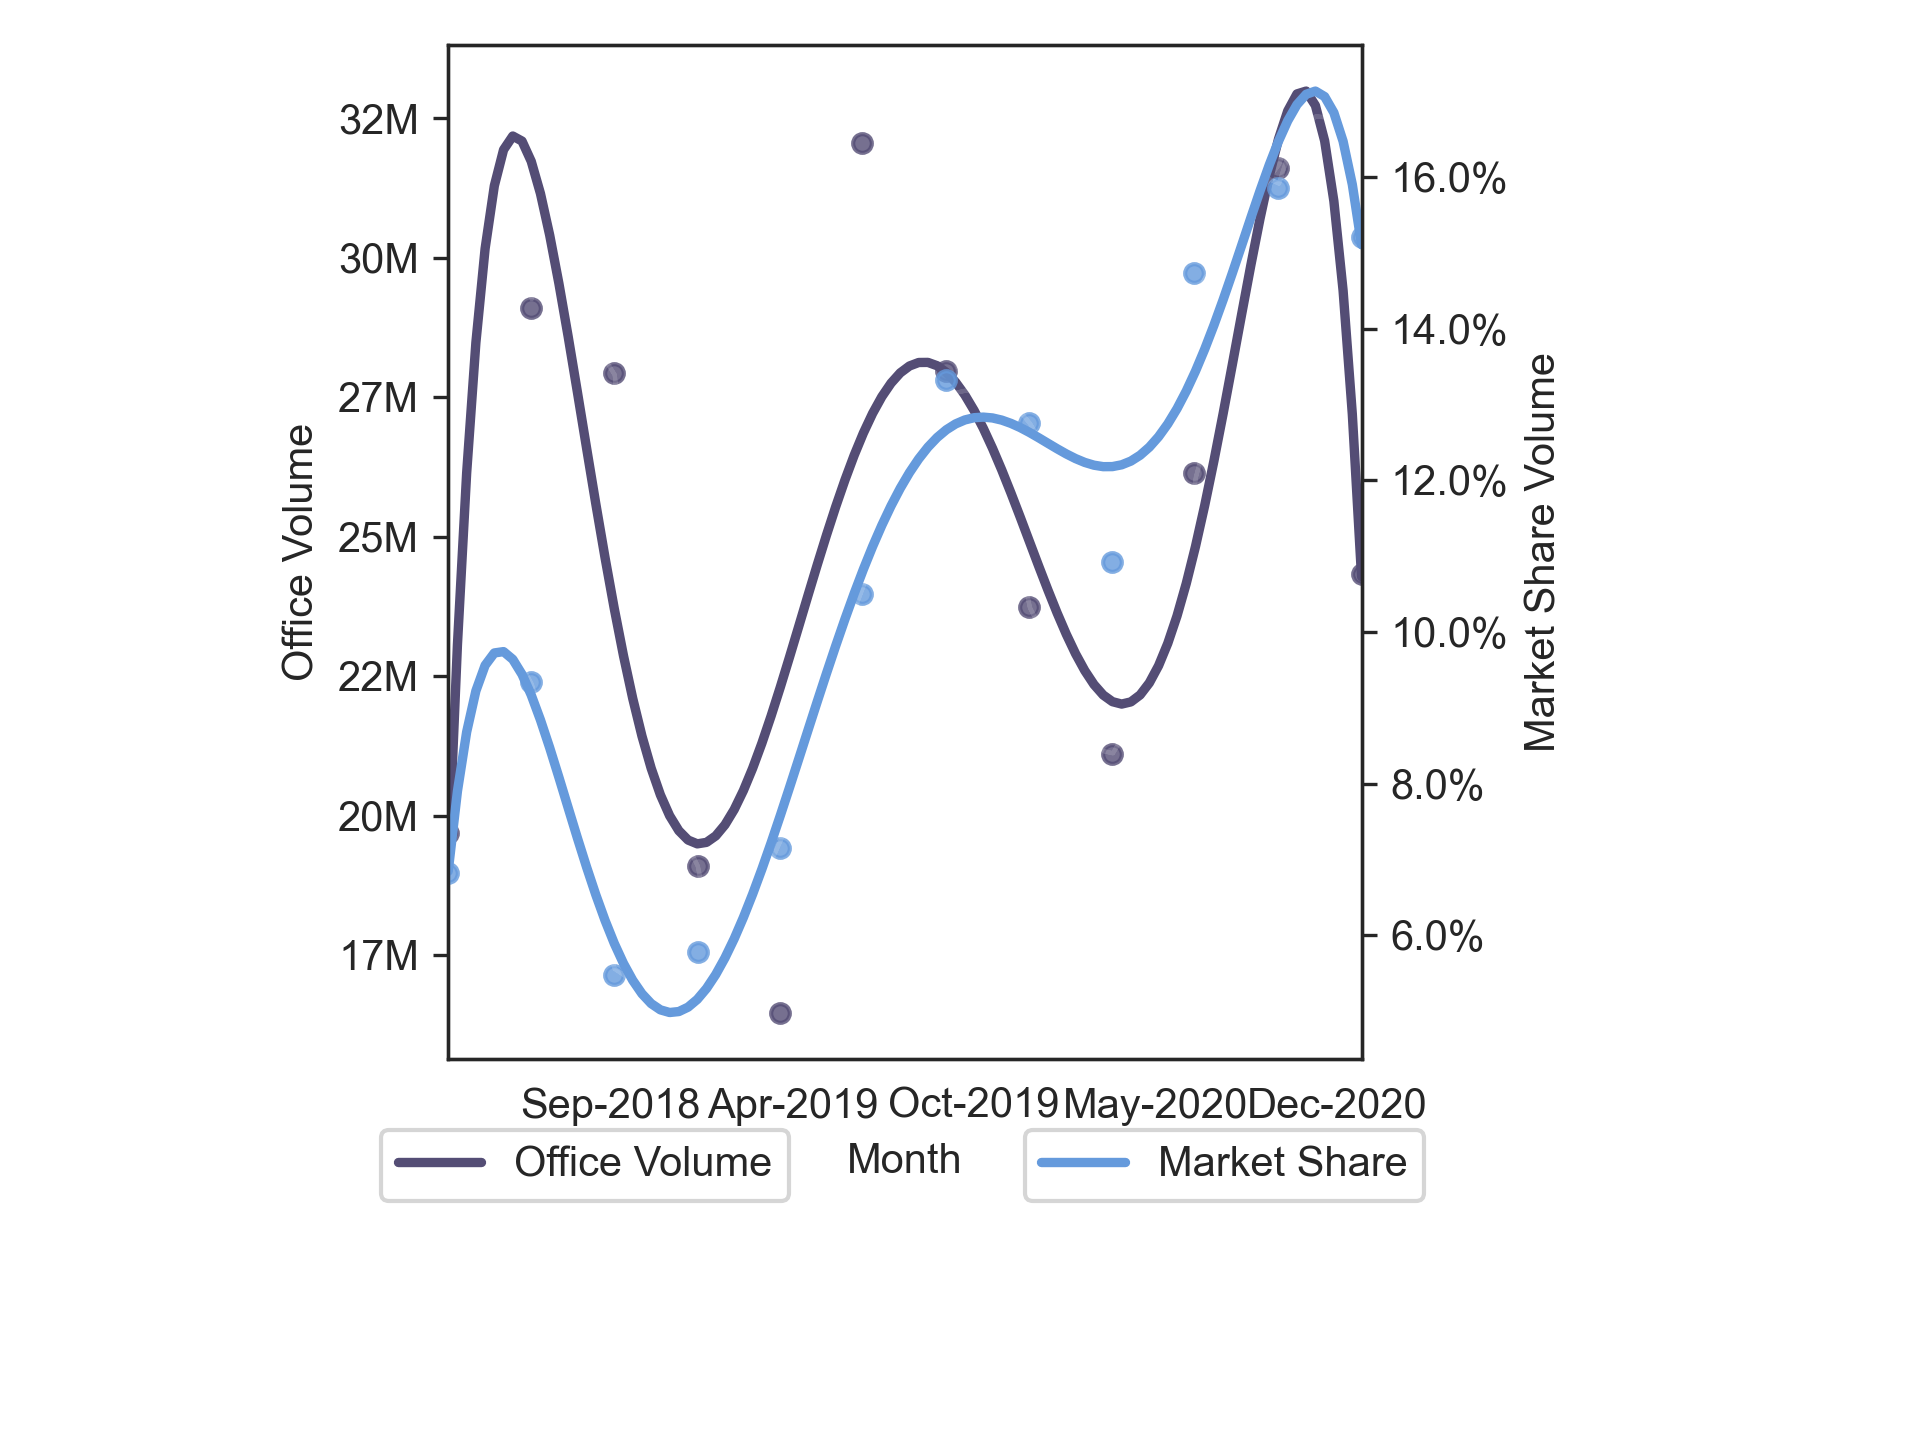 32M
30M
27M
25M
22M
20M
17M
Office Volume
16.0%
14.0%
12.0%
10.0%
8.0%
6.0%
Market Share Volume
Sep-2018 Apr-2019 Oct-2019 May-2020 Dec-2020
Month
Office Volume
Market Share